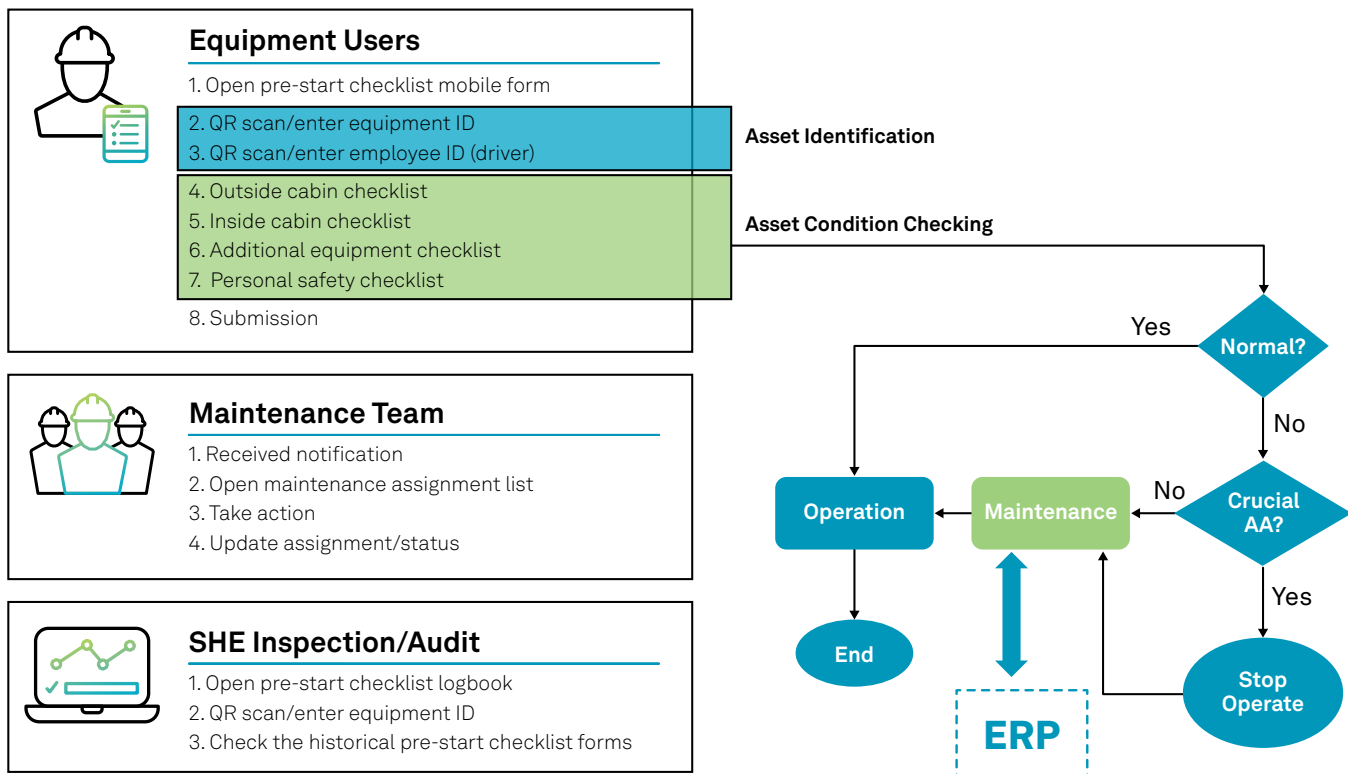 Equipment Users
1. Open pre-start checklist mobile form
2. QR scan/enter equipment ID
3. QR scan/enter employee ID (driver)
4. Outside cabin checklist
5. Inside cabin checklist
6. Additional equipment checklist
7. Personal safety checklist
8. Submission
Asset Identification
Asset Condition Checking
Maintenance Team
1. Received notification
2. Open maintenance assignment list
3. Take action
4. Update assignment/status
SHE Inspection/Audit
1. Open pre-start checklist logbook
2. QR scan/enter equipment ID
3. Check the historical pre-start checklist forms
Normal?
Yes
No
Crucial
AA?
No
Yes
Maintenance
Operation
End
Stop
Operate
ERP